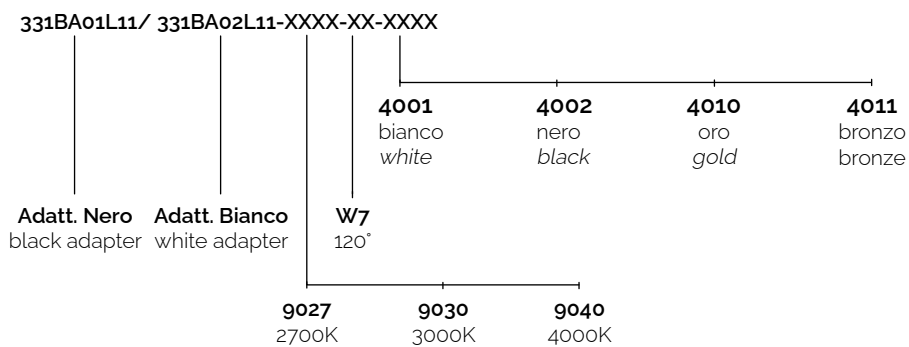 331BA01L11/ 331BA02L11-XXXX-XX-XXXX
4001 4002 4010 4011
bianco nero oro bronzo
white black gold bronze
Adatt. Nero Adatt. Bianco W7
black adapter white adapter 120°
9027 9030 9040
2700K 3000K 4000K